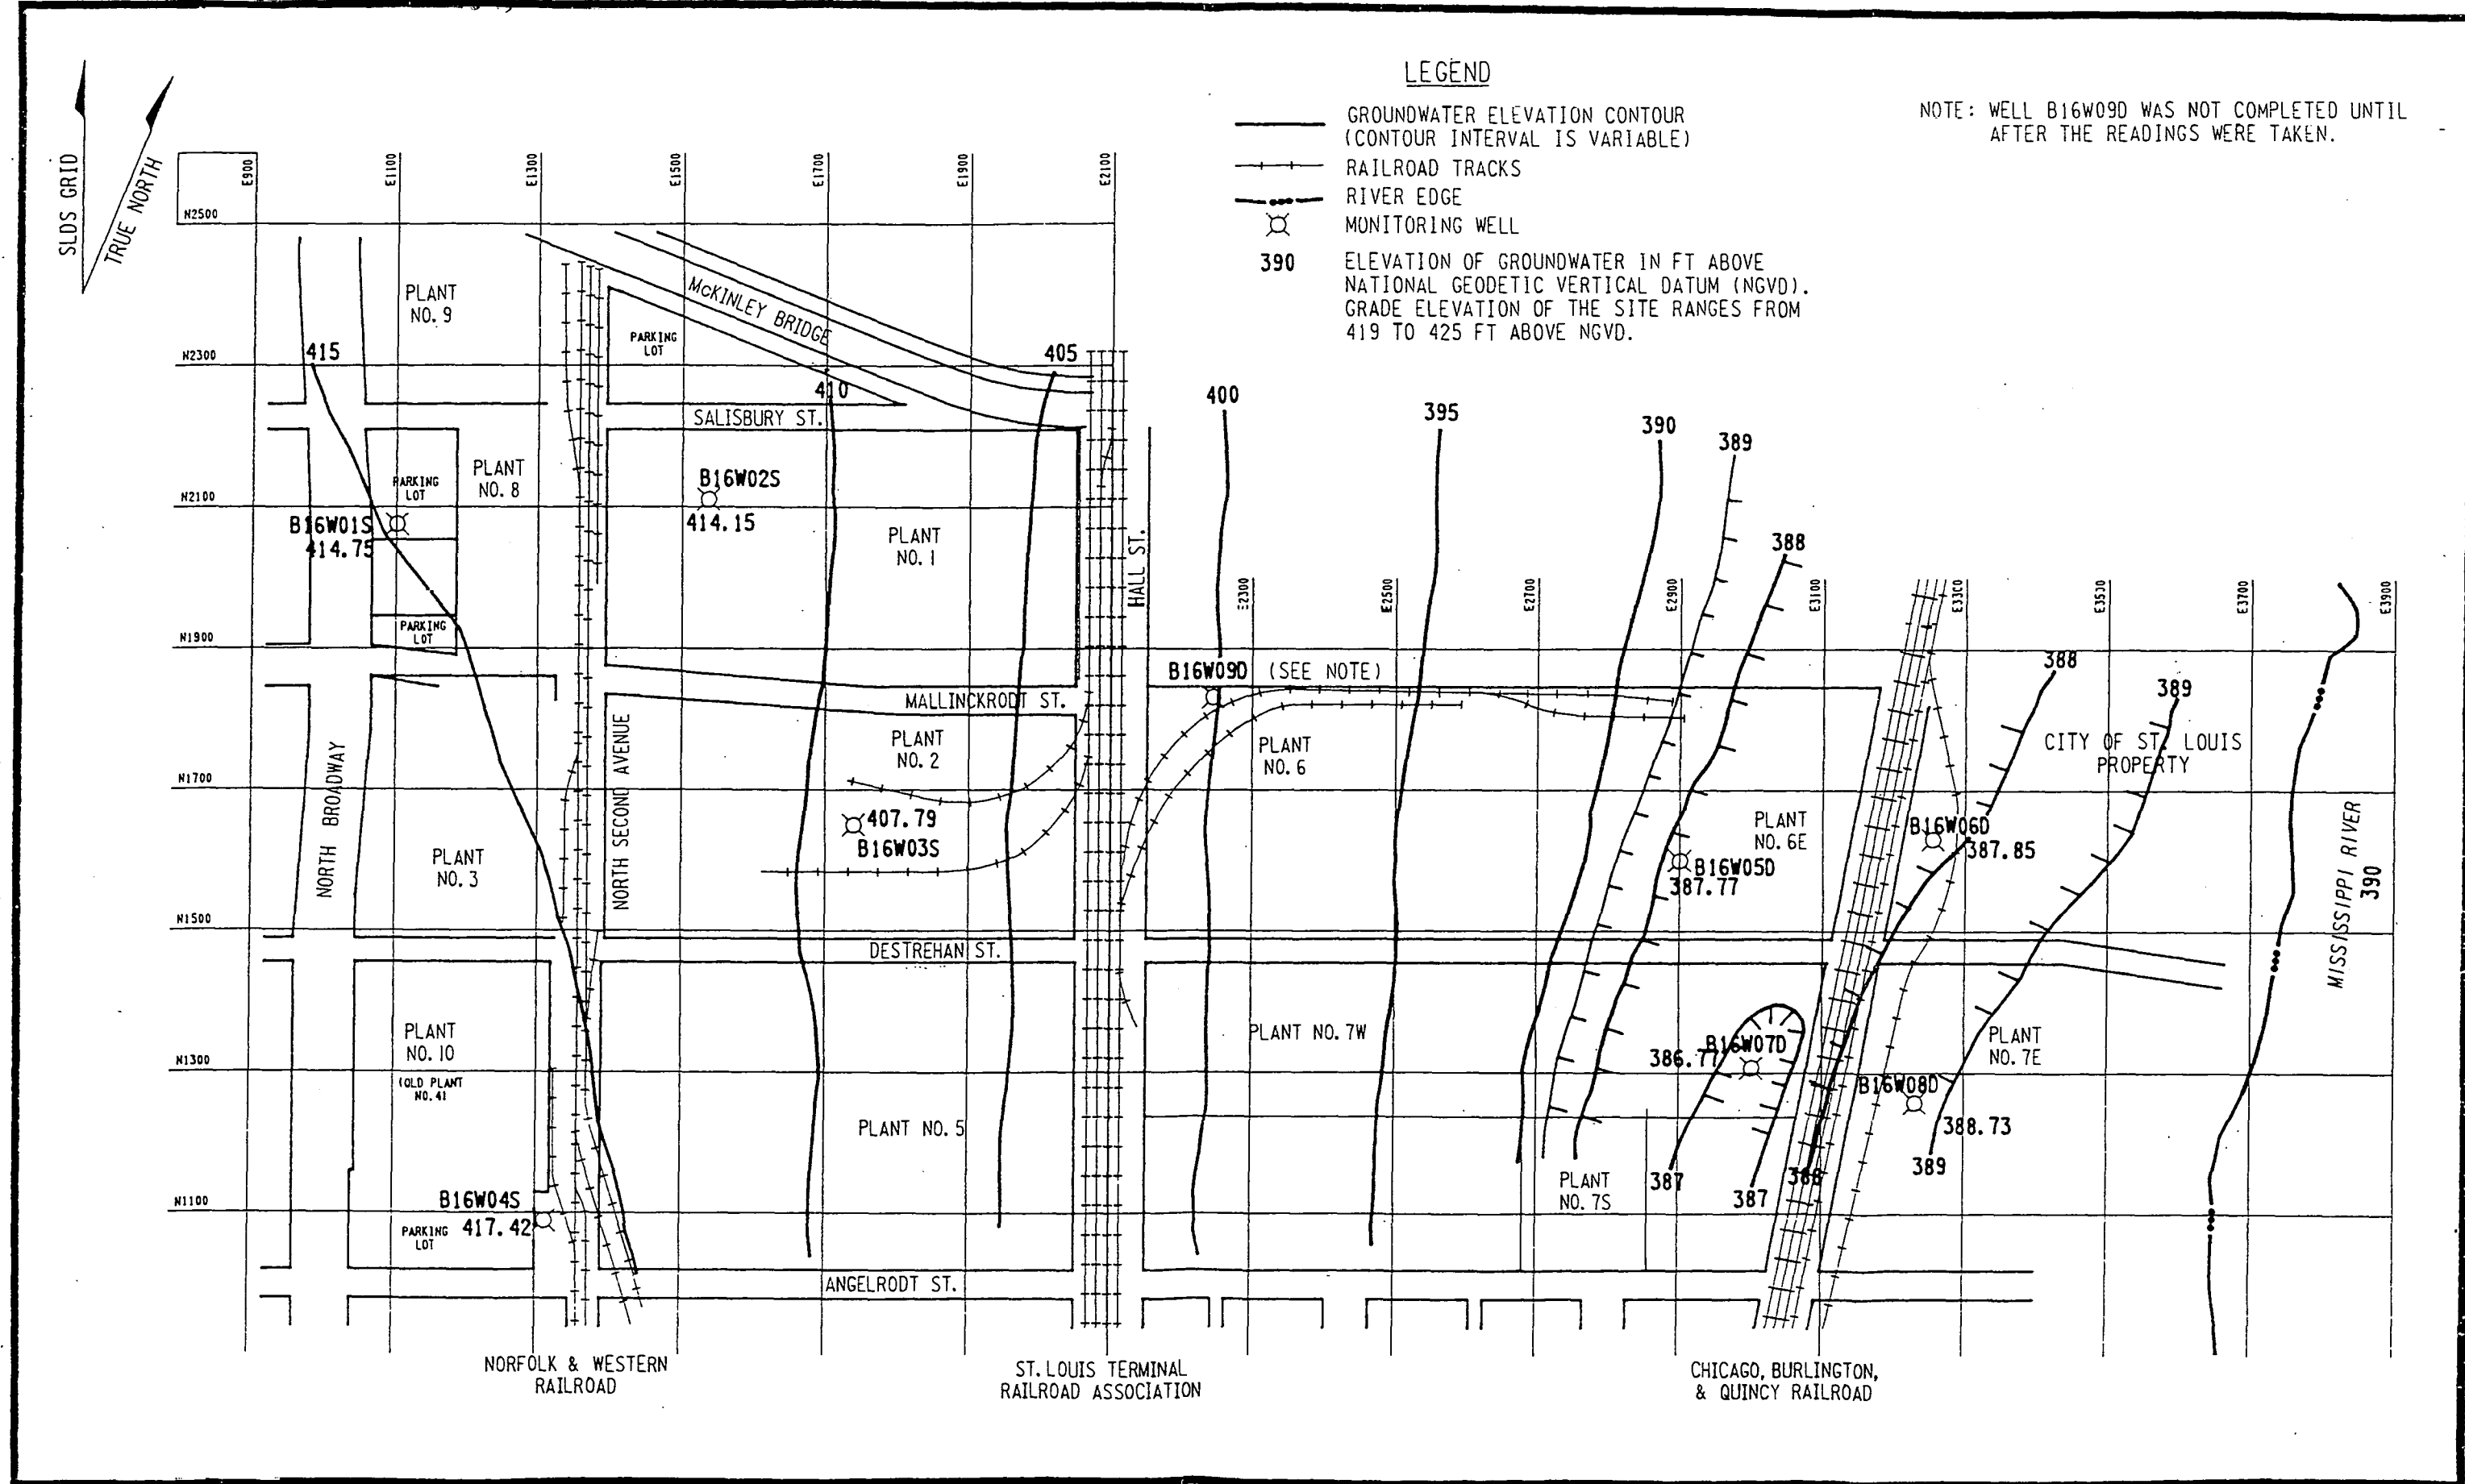 LEGEND
GROUNDWATER ELEVATION CONTOUR
(CONTOUR INTERVAL IS VARIABLE)
RAILROAD TRACKS
RIVER EDGE
MONITORING WELL
390 ELEVATION OF GROUNDWATER IN FT ABOVE
NATIONAL GEODETIC VERTICAL DATUM (NGVD).
GRADE ELEVATION OF THE SITE RANGES FROM
419 TO 425 FT ABOVE NGVD.
NOTE: WELL B16W09D WAS NOT COMPLETED UNTIL
AFTER THE READINGS WERE TAKEN.
SLDS GRID
TRUE NORTH
E900
E1100
E1300
E1500
E1700
E1900
E2100
N2500
PLANT
NO. 9
McKINLEY BRIDGE
PARKING
LOT
N2300
415
410
405
400
395
390
389
388
SALISBURY ST.
PLANT
NO. 8
PARKING
LOT
B16W02S
414.15
N2100
B16W01S
414.75
PLANT
NO. 1
HALL ST.
E2300
E2500
E2700
E2900
E3100
E3300
E3500
E3700
E3900
N1900
PARKING
LOT
B16W09D (SEE NOTE)
388
389
MALLINCKRODT ST.
PLANT
NO. 2
PLANT
NO. 6
CITY OF ST. LOUIS
PROPERTY
N1700
NORTH BROADWAY
NORTH SECOND AVENUE
407.79
B16W03S
PLANT
NO. 3
PLANT
NO. 6E
B16W05D
387.77
B16W06D
387.85
MISSISSIPPI RIVER
390
N1500
DESTREHAN ST.
PLANT
NO. 10
(OLD PLANT
NO. 4)
PLANT NO. 7W
B16W07D
386.77
PLANT
NO. 7E
N1300
B16W08D
388.73
PLANT NO. 5
389
388
387
387
PLANT
NO. 7S
N1100
B16W04S
417.42
PARKING
LOT
ANGELRODT ST.
NORFOLK & WESTERN
RAILROAD
ST. LOUIS TERMINAL
RAILROAD ASSOCIATION
CHICAGO, BURLINGTON,
& QUINCY RAILROAD